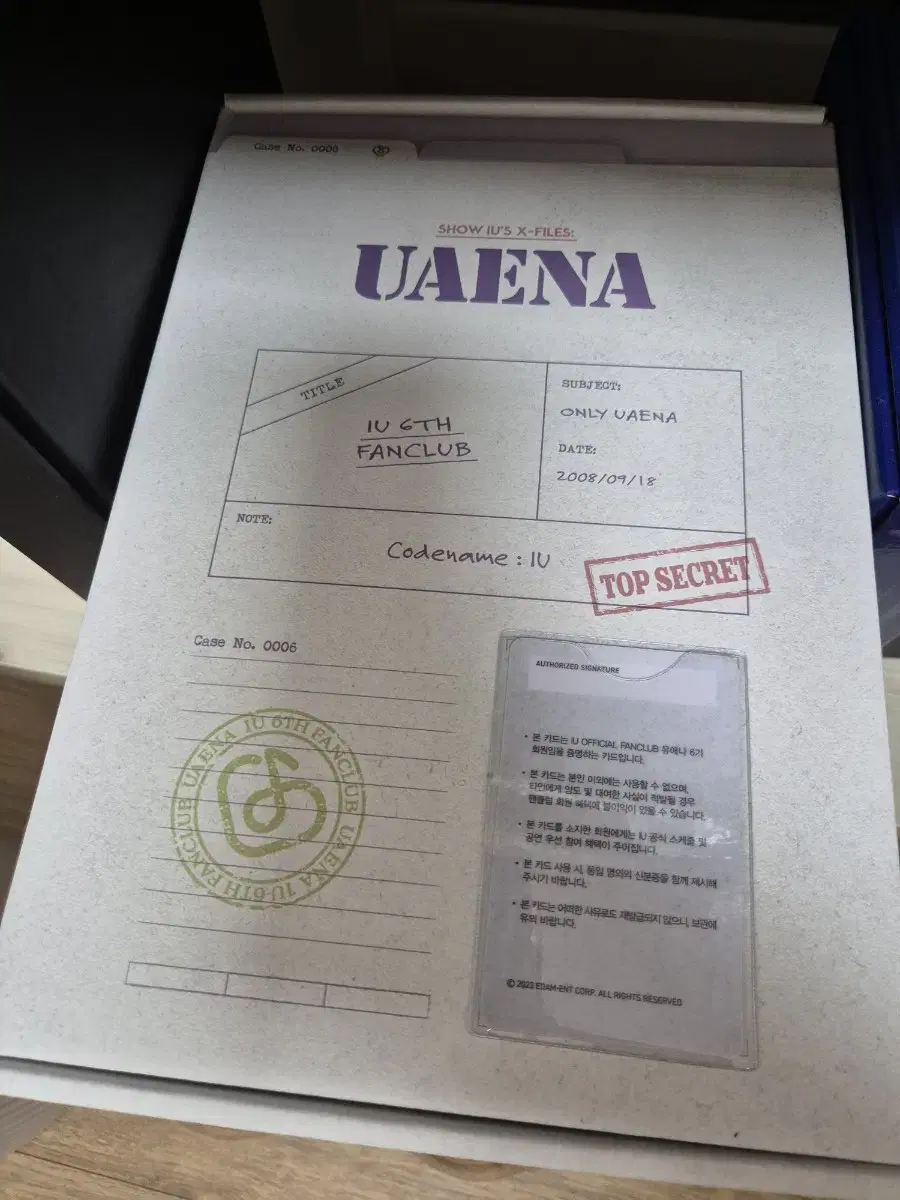 Case No. 0006
SHOW IU'S X-FILES:
UAENA
TITLE
IU 6TH
FANCLUB
SUBJECT:
ONLY UAENA
DATE:
2008/09/18
NOTE:
Codename : IU
TOP SECRET
Case No. 0006
UAENA IU 6TH FANCLUB UAENA IU 6TH FANCLUB
AUTHORIZED SIGNATURE
• 본 카드는 IU OFFICIAL FANCLUB 유애나 6기
회원임을 증명하는 카드입니다.
• 본 카드는 본인 이외에는 사용할 수 없으며,
타인에게 양도 및 대여한 사실이 적발될 경우
팬클럽 회원 혜택에 불이익이 있을 수 있습니다.
• 본 카드를 소지한 회원에게는 IU 공식 스케줄 및
공연 우선 참여 혜택이 주어집니다.
• 본 카드 사용 시, 동일 명의의 신분증을 함께 제시해
주시기 바랍니다.
• 본 카드는 어떠한 사유로도 재발급되지 않으니, 보관에
유의 바랍니다.
© 2023 EDAM-ENT CORP. ALL RIGHTS RESERVED